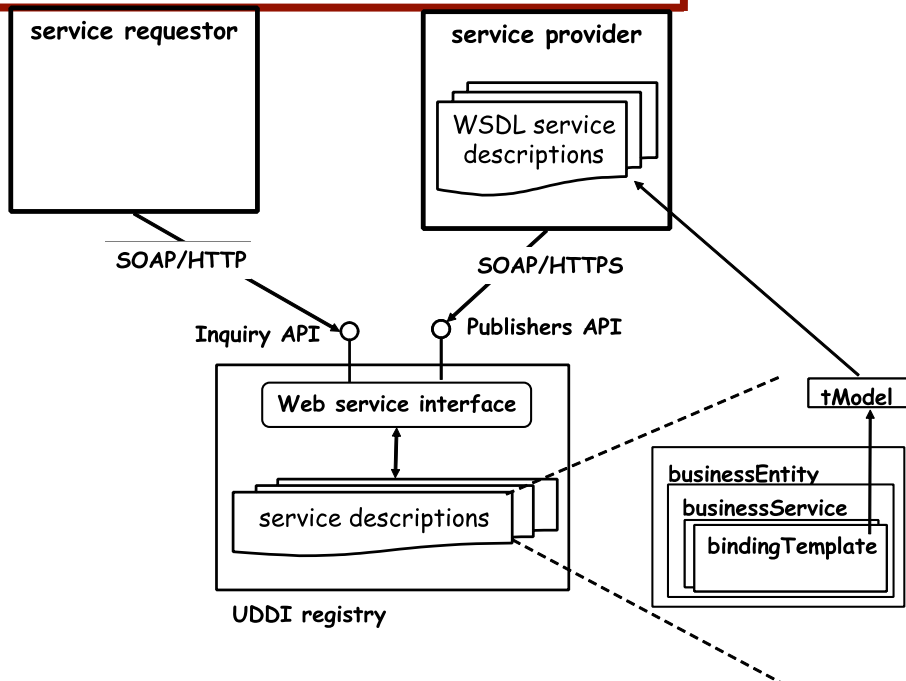 service requestor
service provider
WSDL service
descriptions
SOAP/HTTP
SOAP/HTTPS
Inquiry API
Publishers API
Web service interface
tModel
businessEntity
businessService
bindingTemplate
service descriptions
UDDI registry